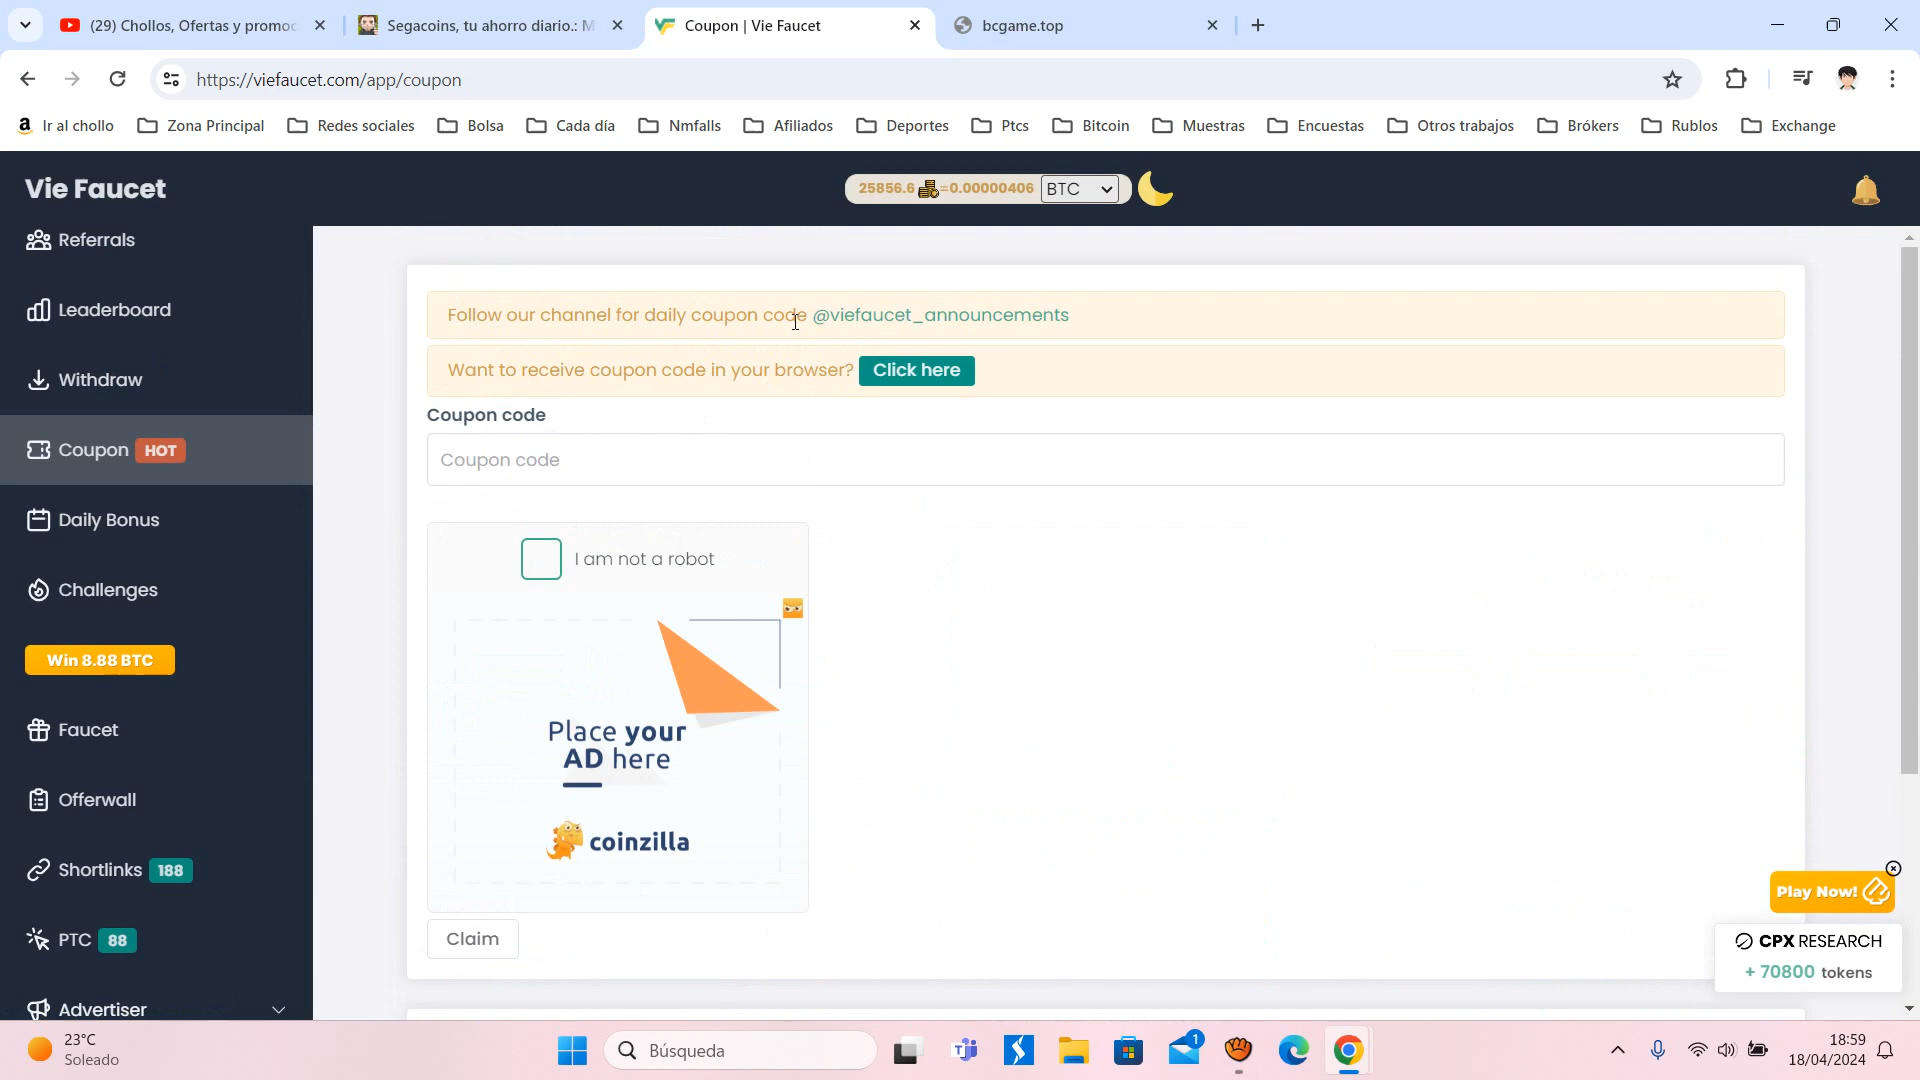 (29) Chollos, Ofertas y promoc
Segacoins, tu ahorro diario.: M
Coupon | Vie Faucet
bcgame.top
https://viefaucet.com/app/coupon
Ir al chollo
Zona Principal
Redes sociales
Bolsa
Cada día
Nmfalls
Afiliados
Deportes
Ptcs
Bitcoin
Muestras
Encuestas
Otros trabajos
Brókers
Rublos
Exchange
Vie Faucet
25856.6 =0.00000406 BTC
Referrals
Leaderboard
Withdraw
Coupon HOT
Daily Bonus
Challenges
Win 8.88 BTC
Faucet
Offerwall
Shortlinks 188
PTC 88
Advertiser
Follow our channel for daily coupon code @viefaucet_announcements
Want to receive coupon code in your browser? Click here
Coupon code
Coupon code
I am not a robot
Place your
AD here
coinzilla
Claim
Play Now!
CPX RESEARCH
+ 70800 tokens
23°C
Soleado
Búsqueda
1
18:59
18/04/2024